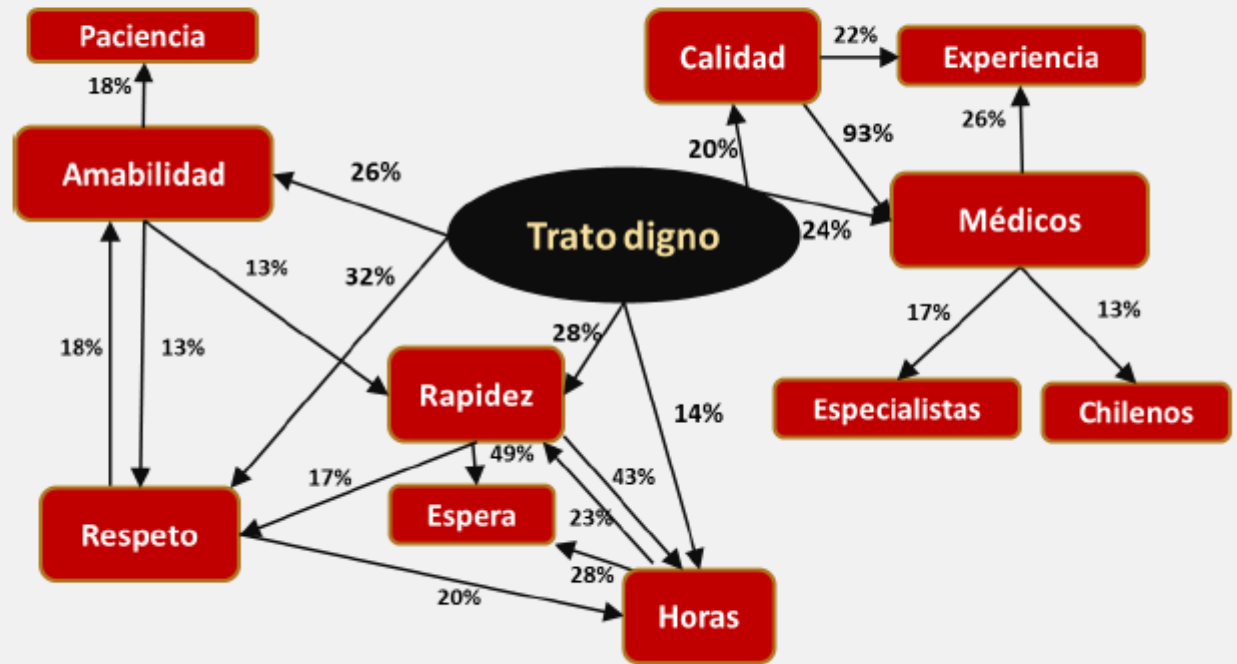 Paciencia
Calidad
22%
Experiencia
18%
26%
93%
20%
Amabilidad
26%
Médicos
Trato digno
24%
13%
32%
28%
17%
13%
18%
13%
Rapidez
Especialistas
Chilenos
14%
49%
43%
17%
Espera
23%
Respeto
28%
20%
Horas